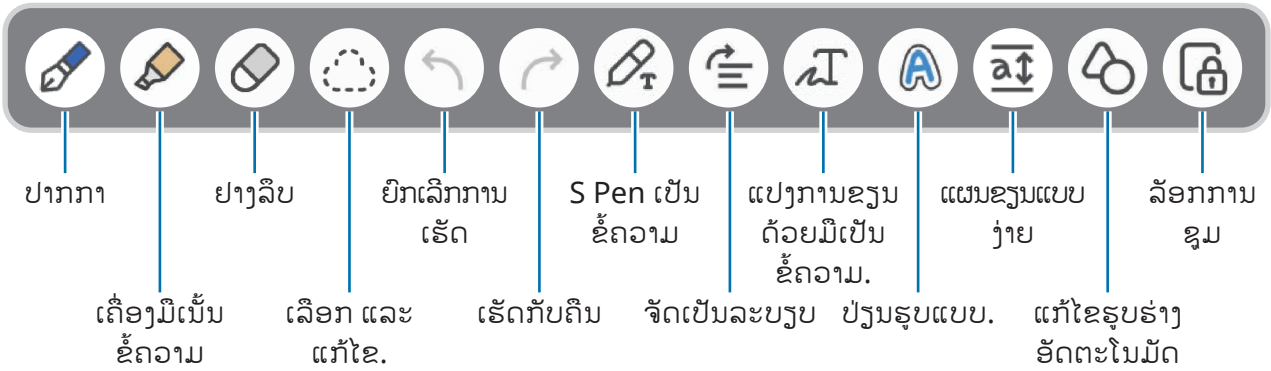 ປາກກາ
ຢາງລຶບ
ຍົກເລີກການ
ເຮັດ
S Pen ເປັນ
ຂໍ້ຄວາມ
ແປງການຂຽນ
ດ້ວຍມືເປັນ
ຂໍ້ຄວາມ.
ແຜນຂຽນແບບ
ງ່າຍ
ລັອກການ
ຊູມ
ເຄື່ອງມືເນັ້ນ
ຂໍ້ຄວາມ
ເລືອກ ແລະ
ແກ້ໄຂ.
ເຮັດກັບຄືນ
ຈັດເປັນລະບຽບ
ປ່ຽນຮູບແບບ.
ແກ້ໄຂຮູບຮ່າງ
ອັດຕະໂນມັດ